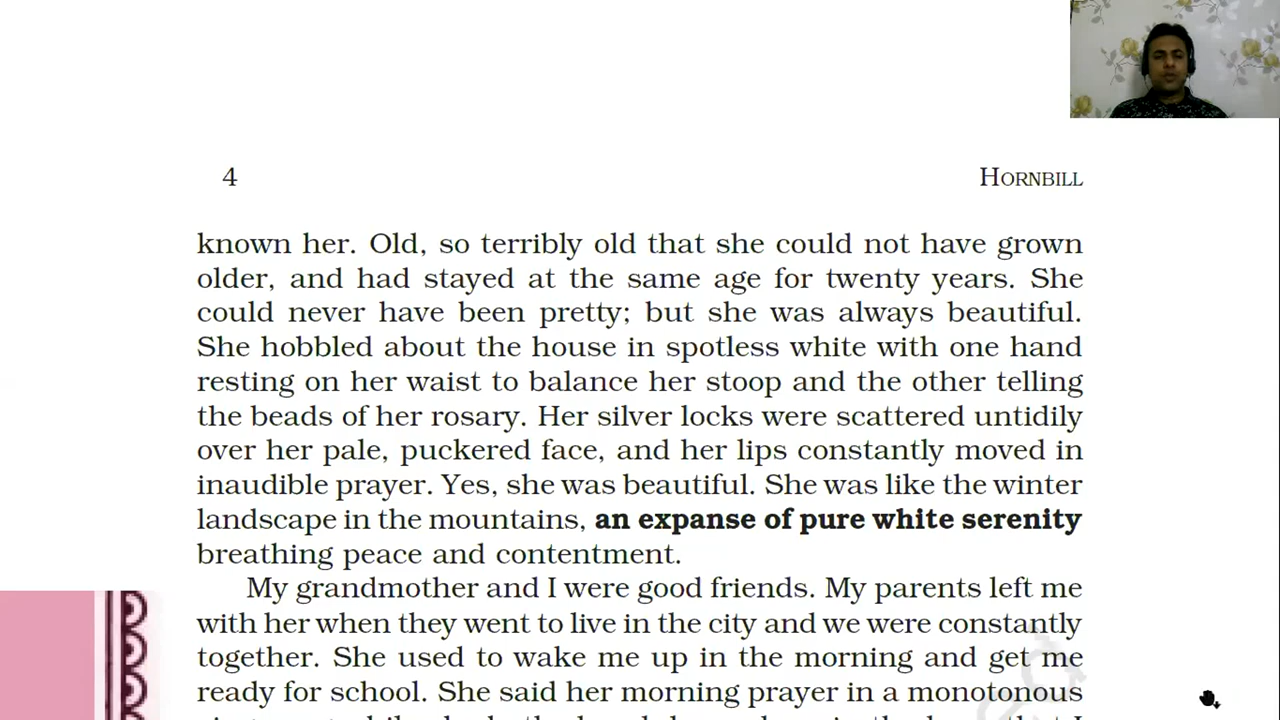 4 HORNBILL
known her. Old, so terribly old that she could not have grown
older, and had stayed at the same age for twenty years. She
could never have been pretty; but she was always beautiful.
She hobbled about the house in spotless white with one hand
resting on her waist to balance her stoop and the other telling
the beads of her rosary. Her silver locks were scattered untidily
over her pale, puckered face, and her lips constantly moved in
inaudible prayer. Yes, she was beautiful. She was like the winter
landscape in the mountains, an expanse of pure white serenity
breathing peace and contentment.
My grandmother and I were good friends. My parents left me
with her when they went to live in the city and we were constantly
together. She used to wake me up in the morning and get me
ready for school. She said her morning prayer in a monotonous